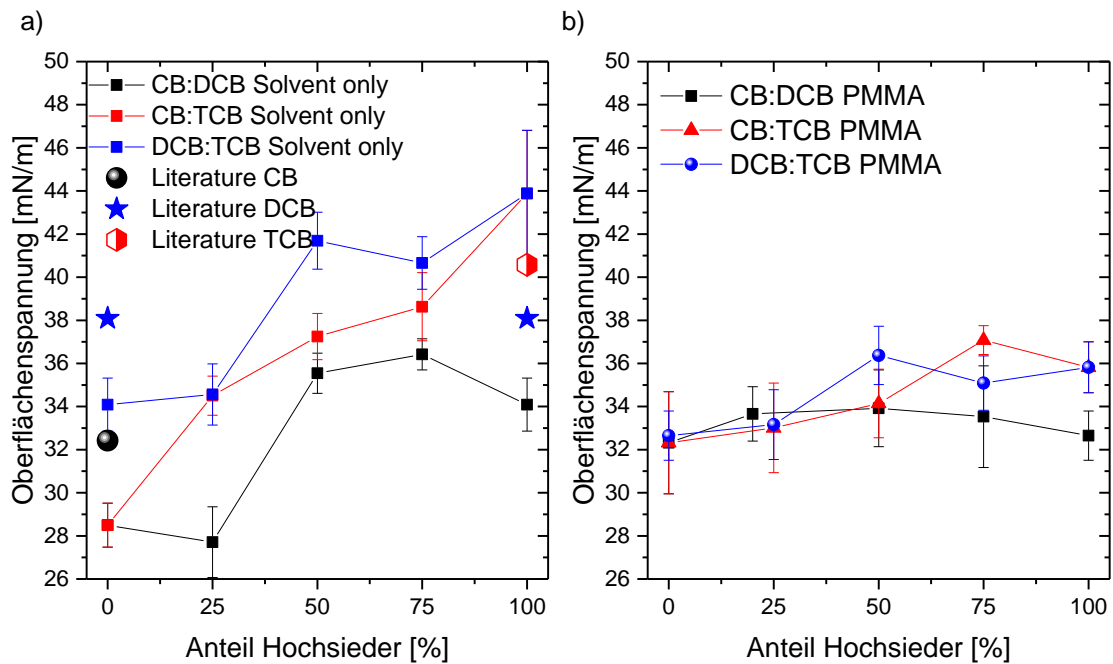 a)
Oberflächenspannung [mN/m]
50
48
46
44
42
40
38
36
34
32
30
28
26
CB:DCB Solvent only
CB:TCB Solvent only
DCB:TCB Solvent only
Literature CB
Literature DCB
Literature TCB
0 25 50 75 100
Anteil Hochsieder [%]
b)
Oberflächenspannung [mN/m]
50
48
46
44
42
40
38
36
34
32
30
28
26
CB:DCB PMMA
CB:TCB PMMA
DCB:TCB PMMA
0 25 50 75 100
Anteil Hochsieder [%]